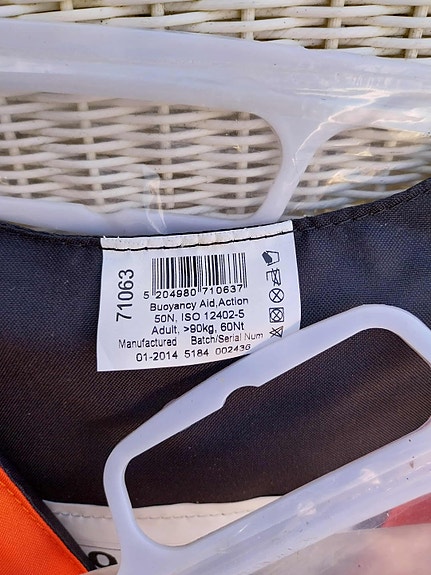 71063
5 204980 710637
Buoyancy Aid,Action
50N, ISO 12402-5
Adult, >90kg, 60Nt
Manufactured Batch/Serial Num
01-2014 5184 002436